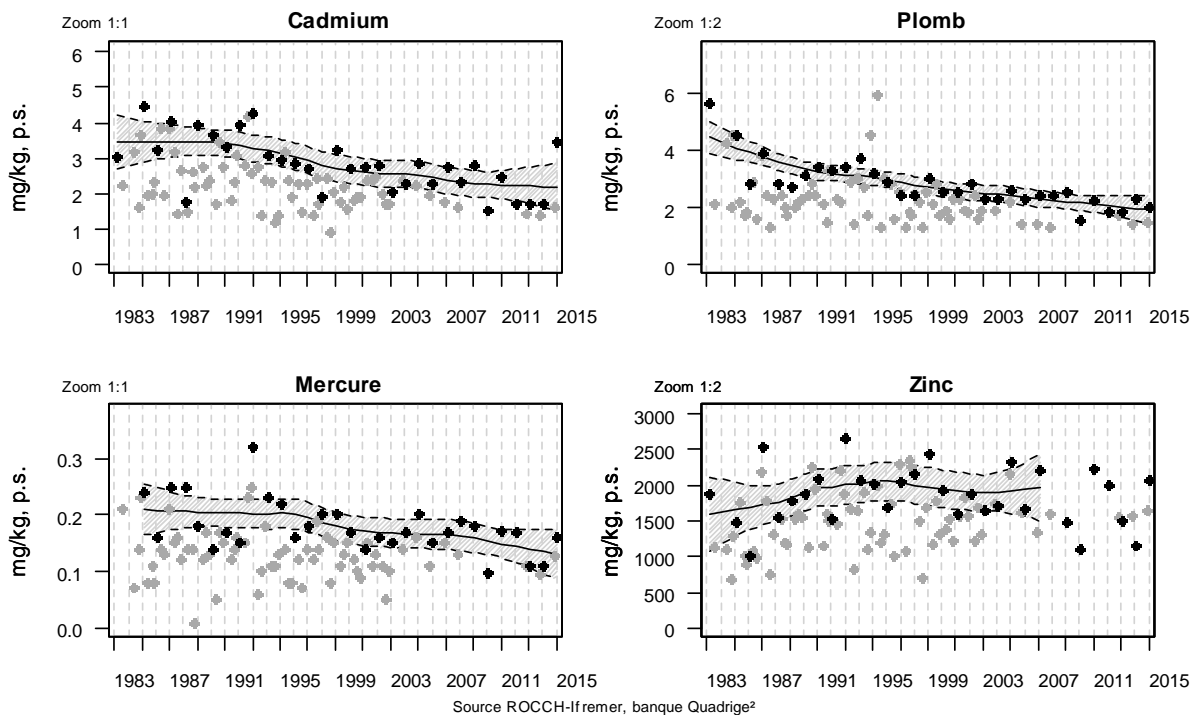 Zoom 1:1
Cadmium
mg/kg, p.s.
6
5
4
3
2
1
0
1983 1987 1991 1995 1999 2003 2007 2011 2015
Zoom 1:2
Plomb
mg/kg, p.s.
6
4
2
0
1983 1987 1991 1995 1999 2003 2007 2011 2015
Zoom 1:1
Mercure
mg/kg, p.s.
0.3
0.2
0.1
0.0
1983 1987 1991 1995 1999 2003 2007 2011 2015
Zoom 1:2
Zinc
mg/kg, p.s.
3000
2500
2000
1500
1000
500
0
1983 1987 1991 1995 1999 2003 2007 2011 2015
Source ROCCH-Ifremer, banque Quadrige²